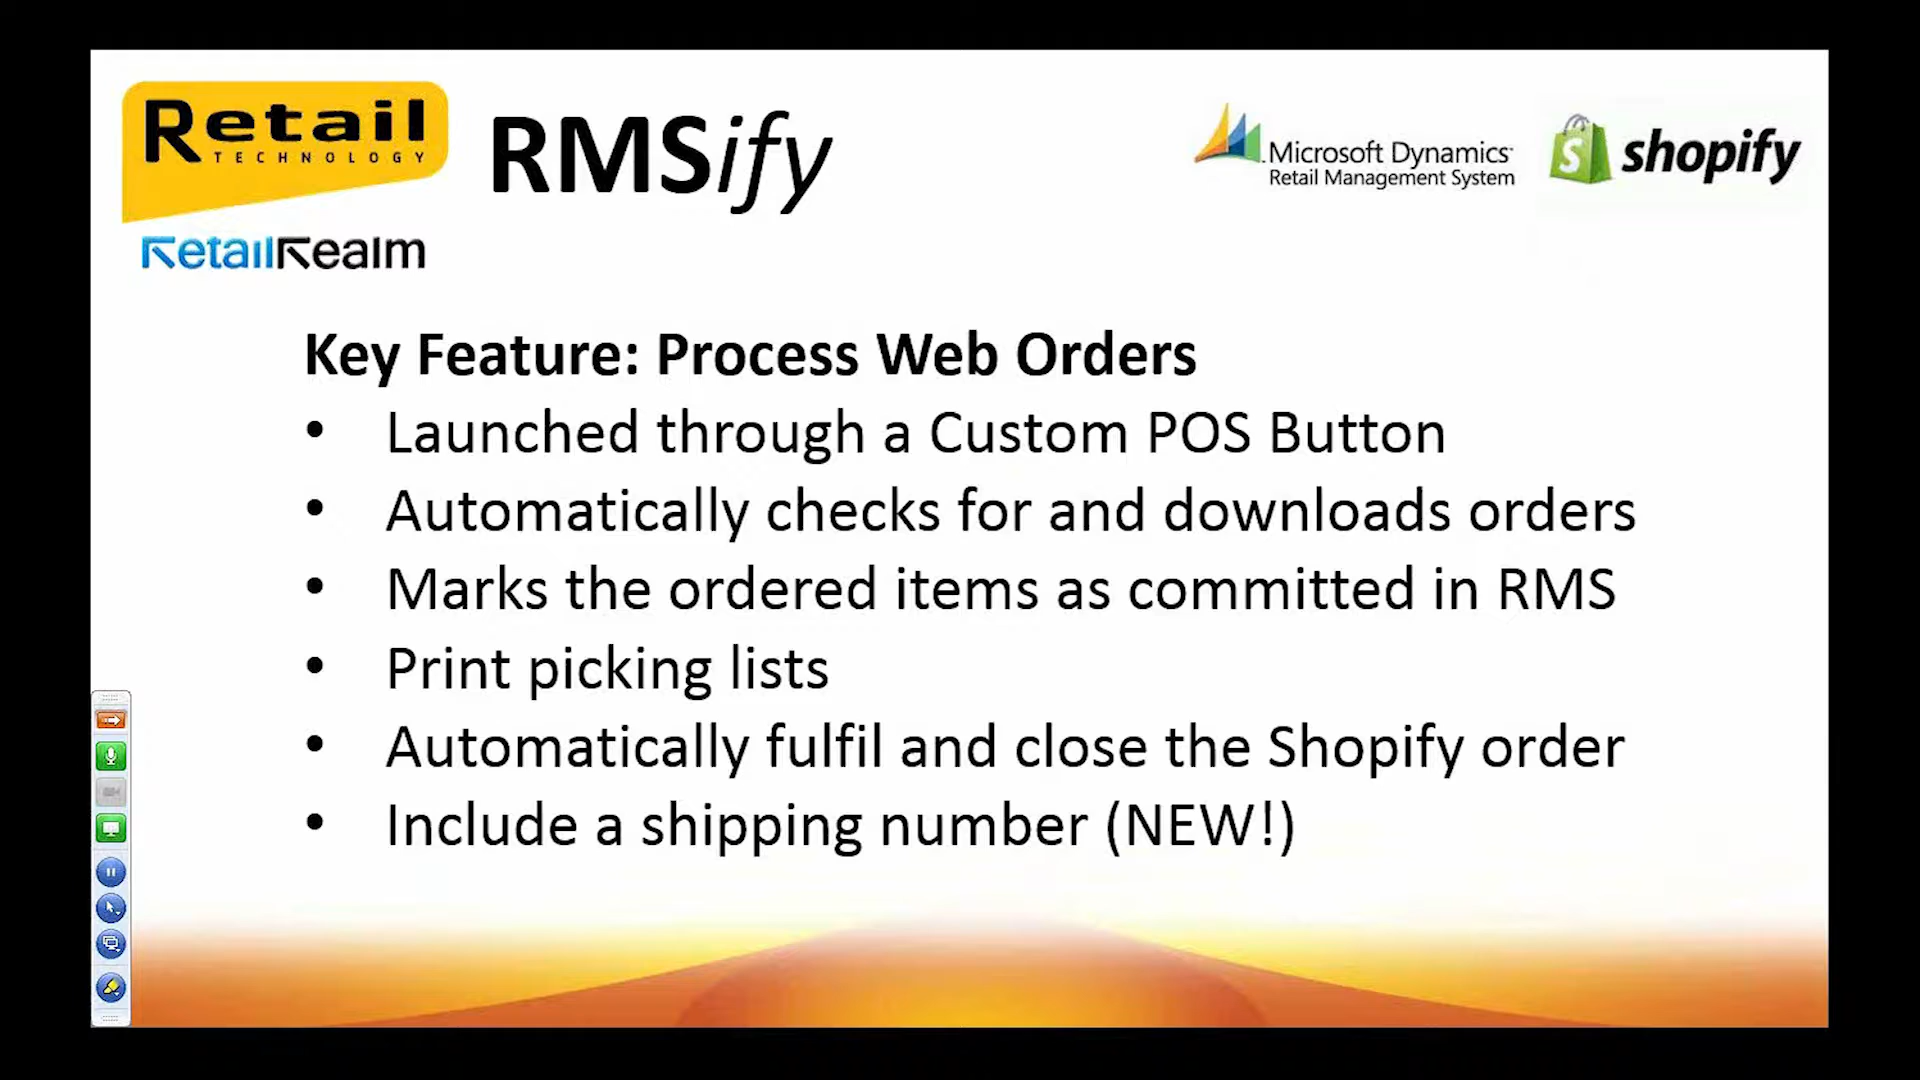 Retail
TECHNOLOGY
RetailRealm
RMSify
Microsoft Dynamics
Retail Management System
shopify
Key Feature: Process Web Orders
• Launched through a Custom POS Button
• Automatically checks for and downloads orders
• Marks the ordered items as committed in RMS
• Print picking lists
• Automatically fulfil and close the Shopify order
• Include a shipping number (NEW!)